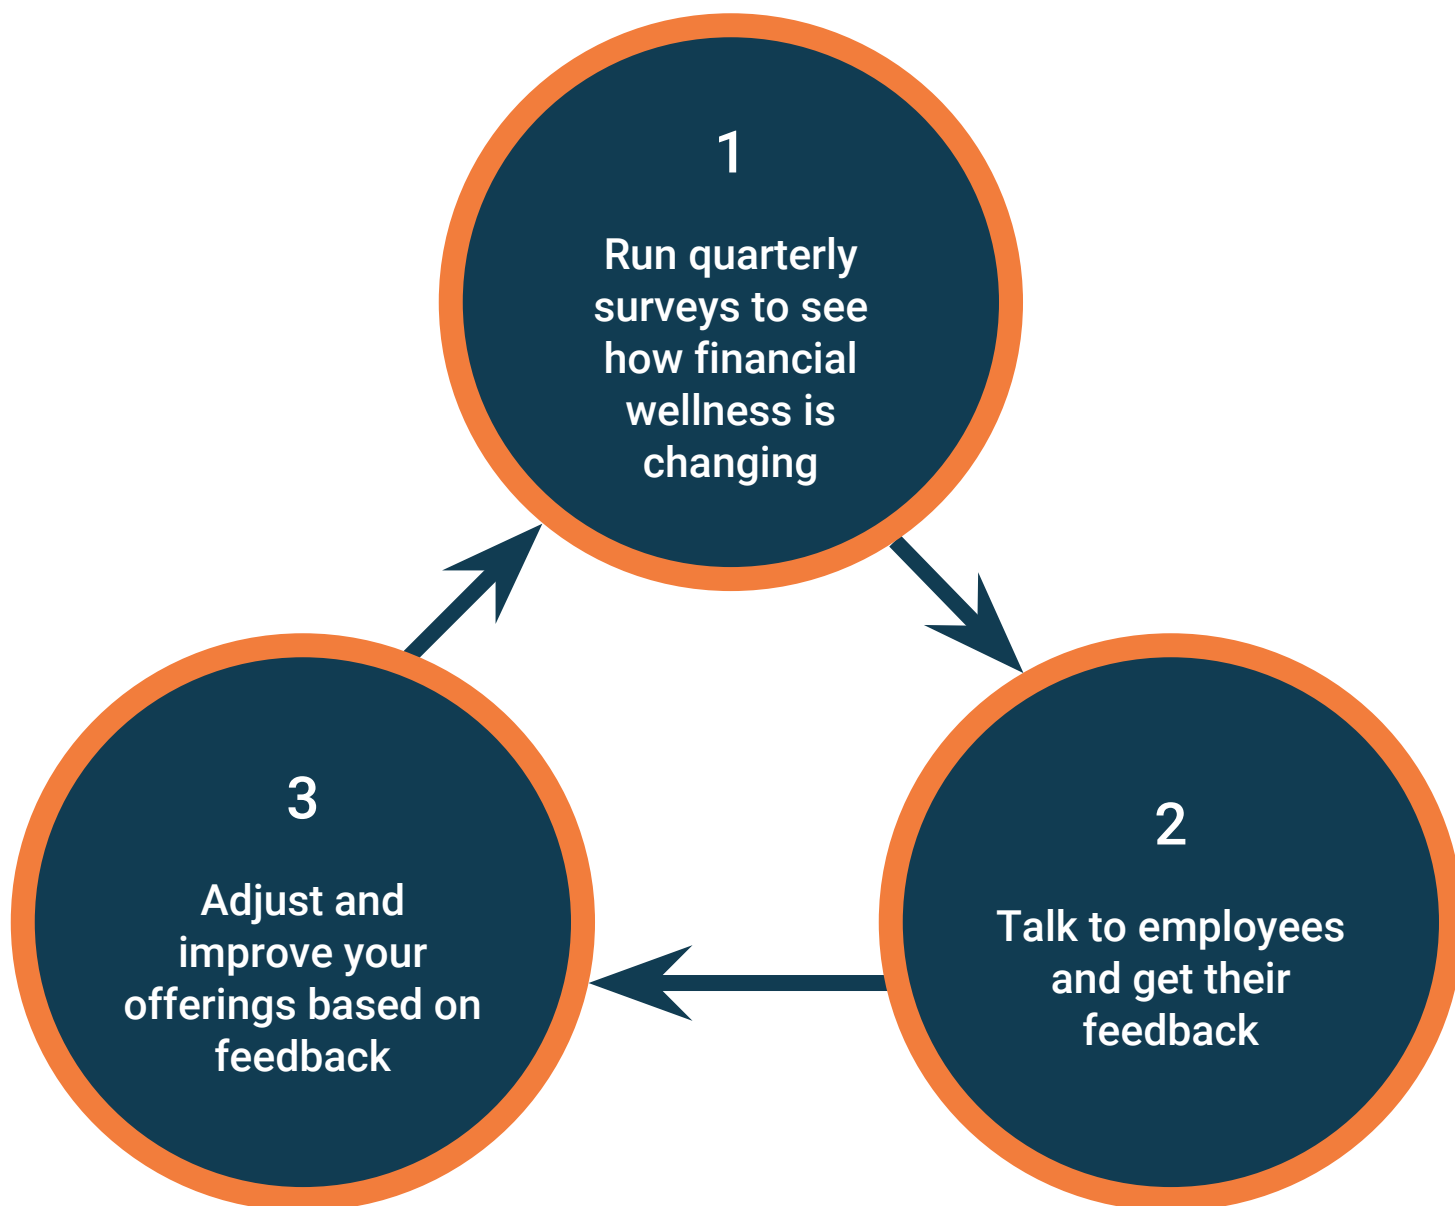 1
Run quarterly
surveys to see
how financial
wellness is
changing
2
Talk to employees
and get their
feedback
3
Adjust and
improve your
offerings based on
feedback